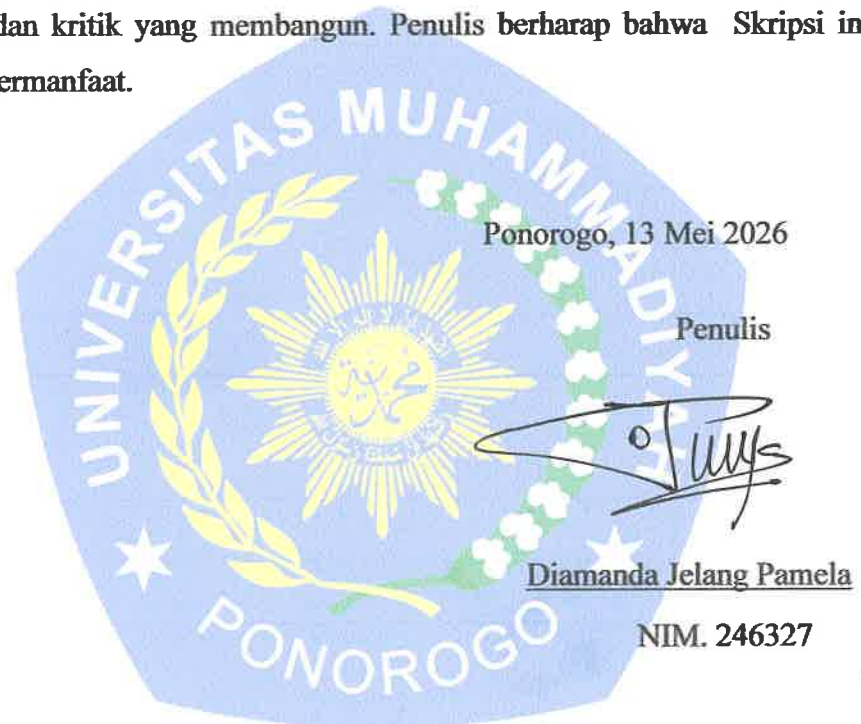 dan kritik yang membangun. Penulis berharap bahwa Skripsi in
ermanfaat.
UNIVERSITAS MUHAMMADIYAH
PONOROGO
Ponorogo, 13 Mei 2026
Penulis
Diamanda Jelang Pamela
NIM. 246327